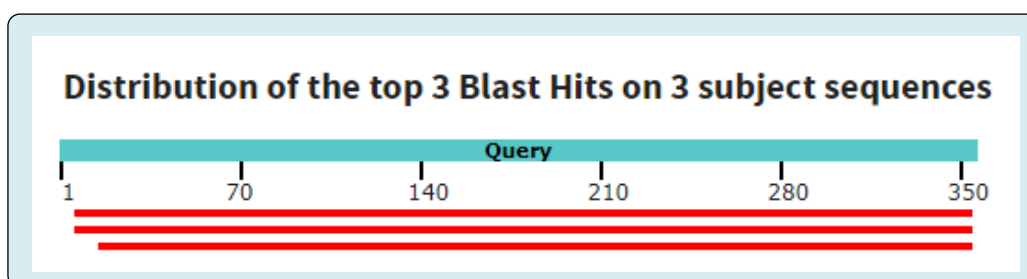 Distribution of the top 3 Blast Hits on 3 subject sequences
Query
1 70 140 210 280 350